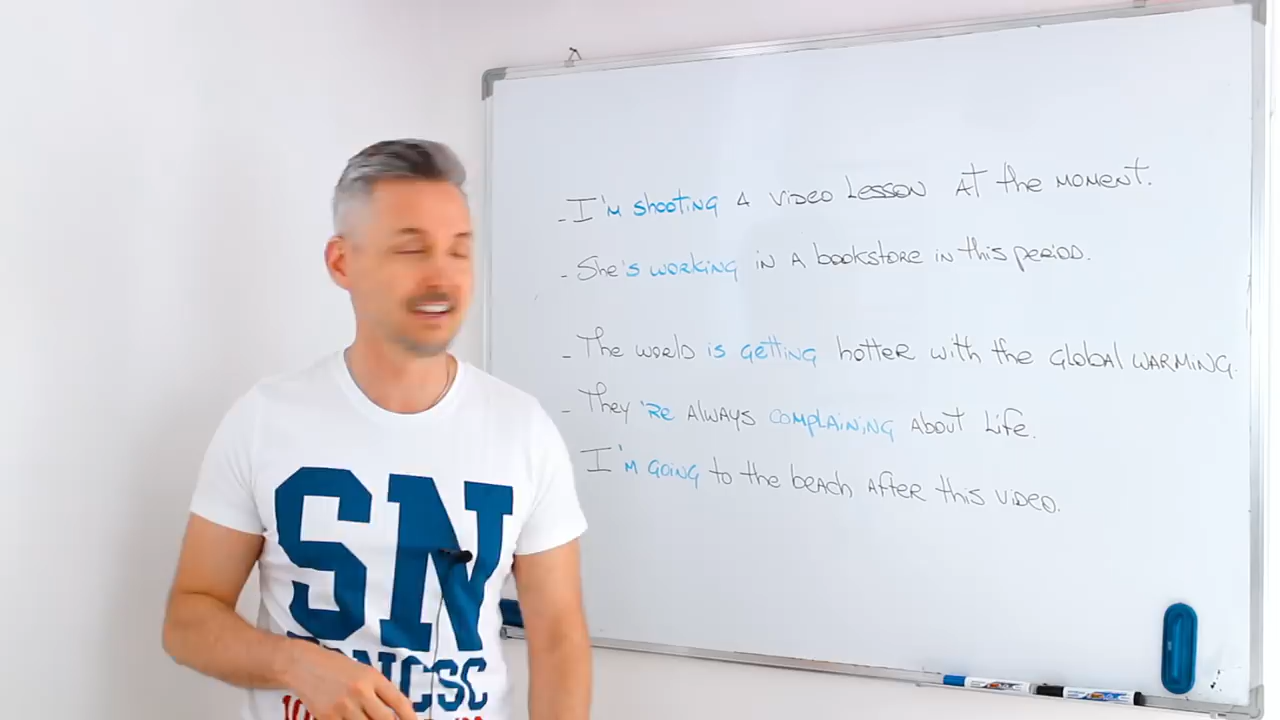 - I'm shooting a video lesson at the moment.
- She's working in a bookstore in this period.
- The world is getting hotter with the global warming.
- They're always complaining about life.
I'm going to the beach after this video.
SN